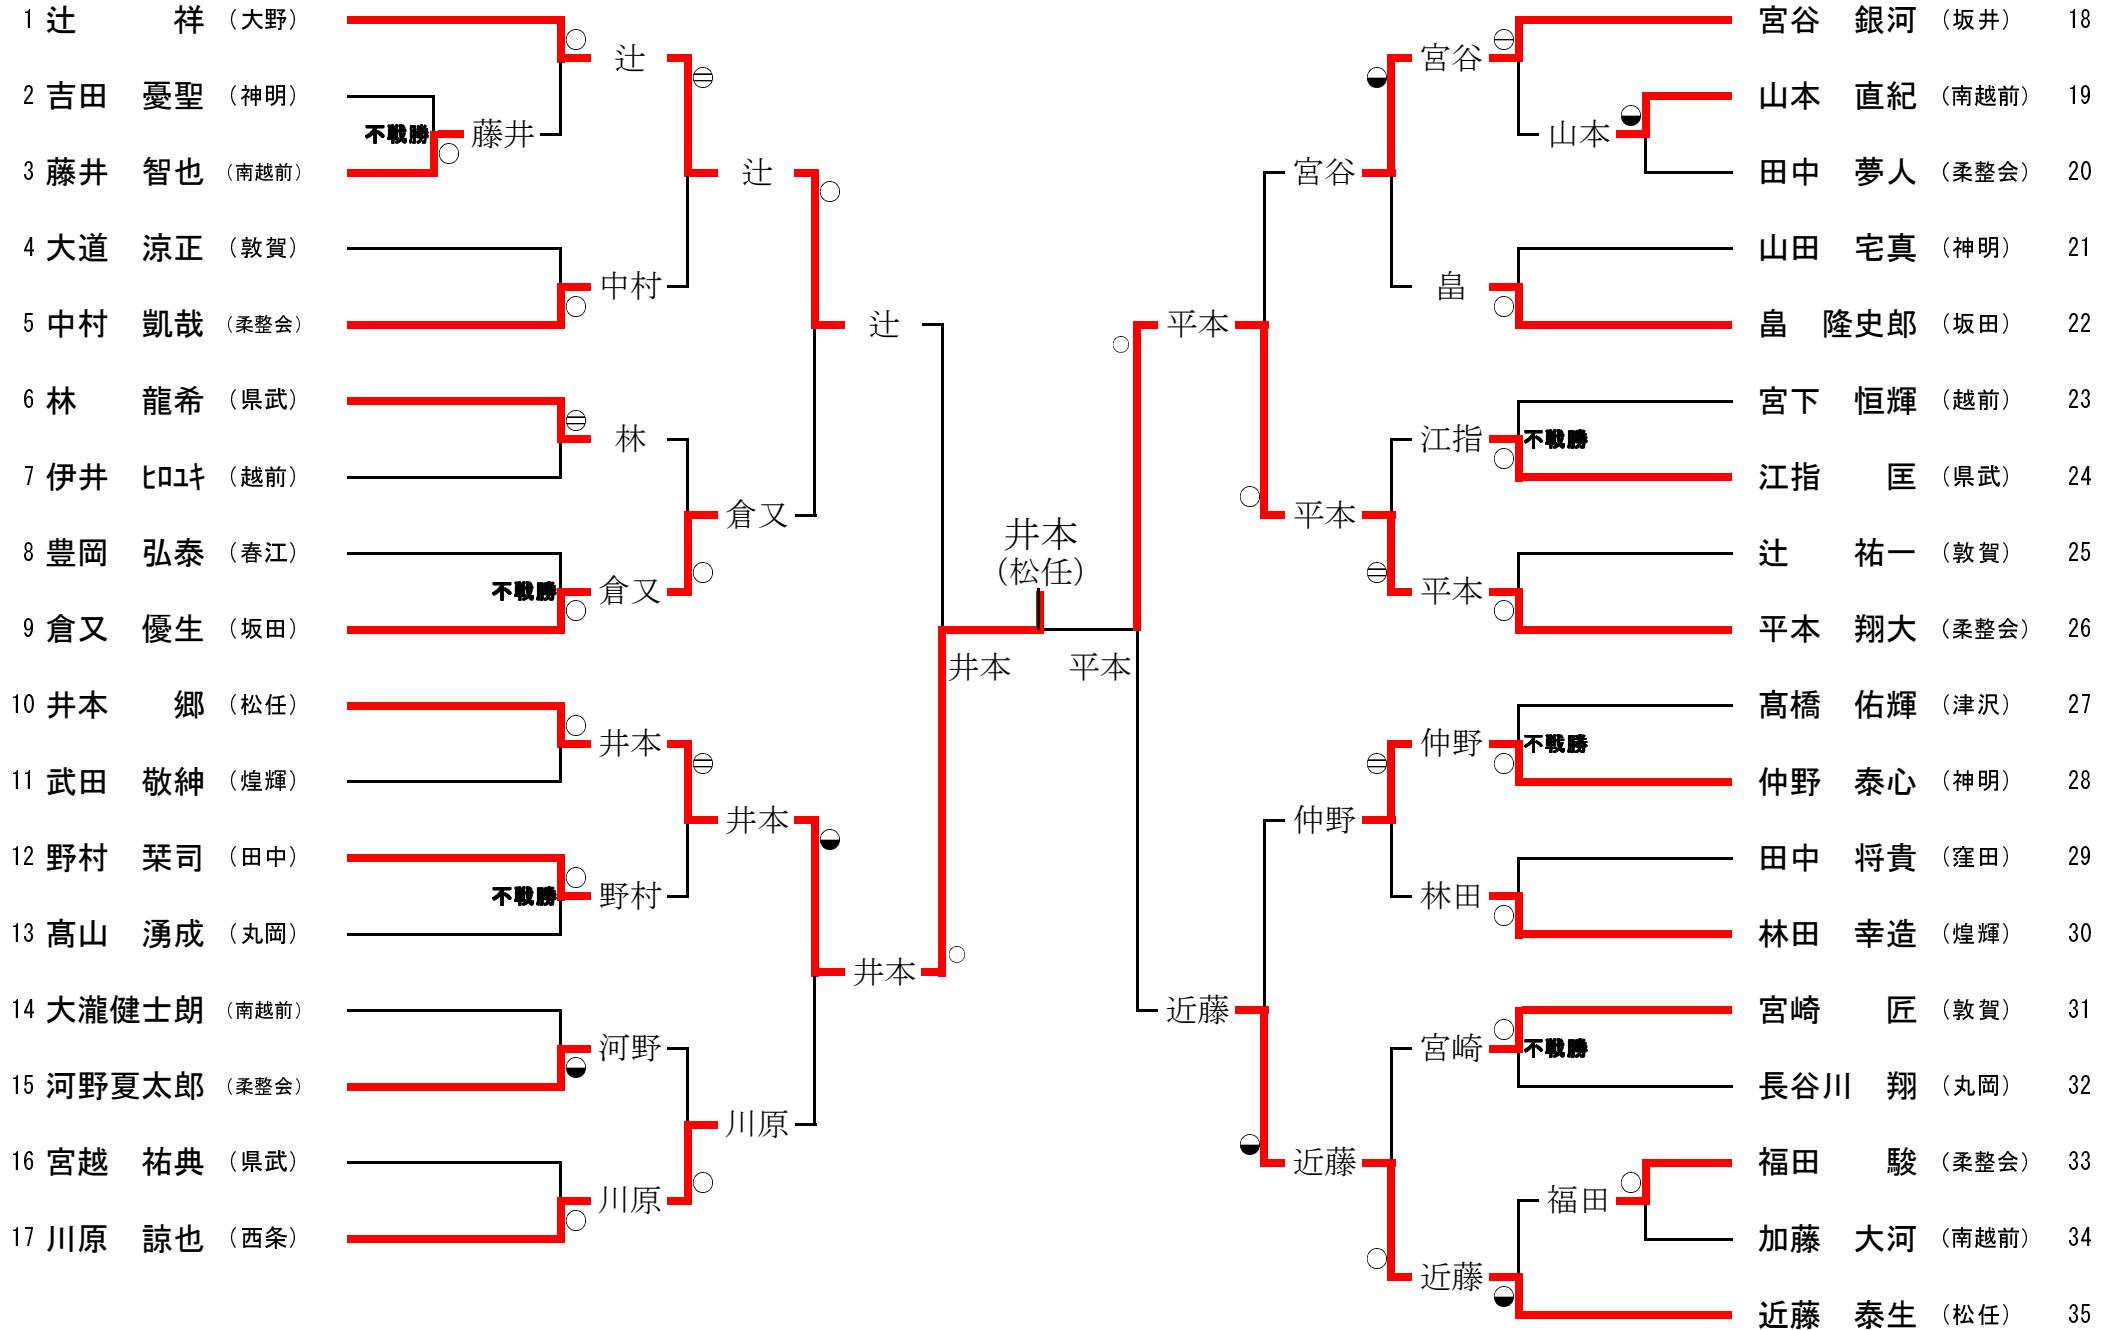 1 辻 祥 （大野）
2 吉田 憂聖 （神明）
3 藤井 智也 （南越前）
4 大道 涼正 （敦賀）
5 中村 凱哉 （柔整会）
6 林 龍希 （県武）
7 伊井 ﾋﾛﾕｷ （越前）
8 豊岡 弘泰 （春江）
9 倉又 優生 （坂田）
10 井本 郷 （松任）
11 武田 敬紳 （煌輝）
12 野村 栞司 （田中）
13 髙山 湧成 （丸岡）
14 大瀧健士朗 （南越前）
15 河野夏太郎 （柔整会）
16 宮越 祐典 （県武）
17 川原 諒也 （西条）
不戦勝
藤井
辻
中村
林
不戦勝
倉又
井本
不戦勝
野村
河野
川原
辻
倉又
井本
川原
辻
井本
井本
（松任）
井本
平本
平本
近藤
宮谷
平本
仲野
近藤
宮谷
畠
江指
不戦勝
平本
仲野
不戦勝
林田
宮崎
不戦勝
近藤
山本
福田
宮谷 銀河 （坂井） 18
山本 直紀 （南越前） 19
田中 夢人 （柔整会） 20
山田 宅真 （神明） 21
畠 隆史郎 （坂田） 22
宮下 恒輝 （越前） 23
江指 匡 （県武） 24
辻 祐一 （敦賀） 25
平本 翔大 （柔整会） 26
髙橋 佑輝 （津沢） 27
仲野 泰心 （神明） 28
田中 将貴 （窪田） 29
林田 幸造 （煌輝） 30
宮崎 匠 （敦賀） 31
長谷川 翔 （丸岡） 32
福田 駿 （柔整会） 33
加藤 大河 （南越前） 34
近藤 泰生 （松任） 35